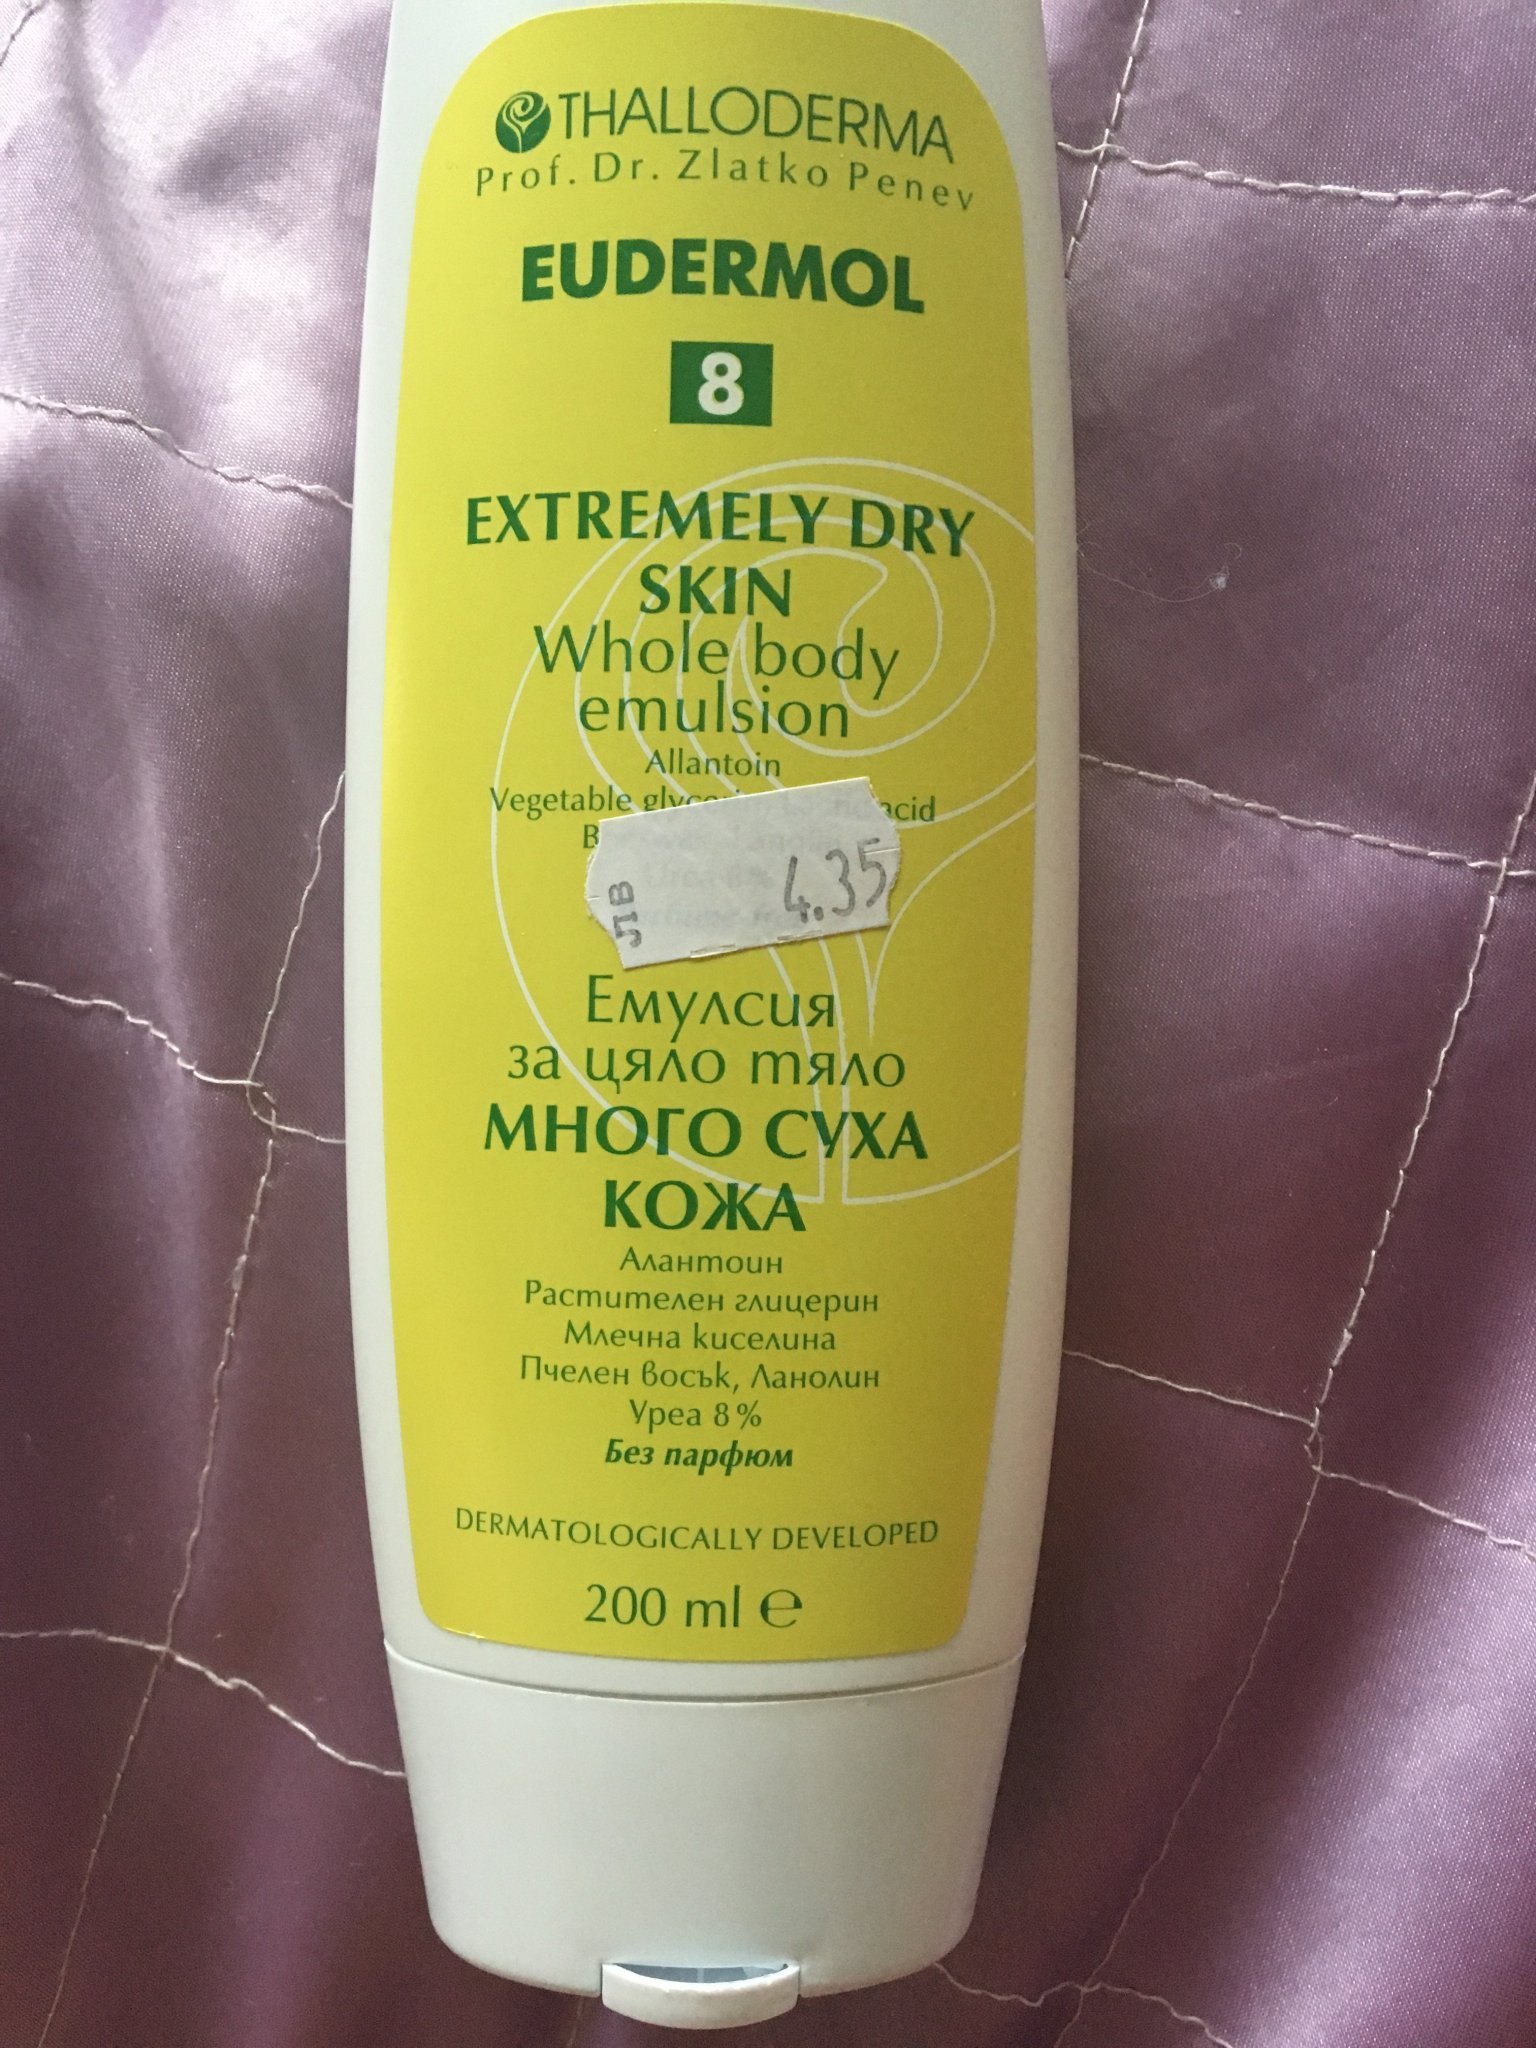 THALLODERMA
Prof. Dr. Zlatko Penev
EUDERMOL
8
EXTREMELY DRY
SKIN
Whole body
emulsion
Allantoin
Vegetable acid
лв 4.35
Емулсия
за цяло тяло
МНОГО СУХА
КОЖА
Алантоин
Растителен глицерин
Млечна киселина
Пчелен восък, Ланолин
Уреа 8%
Без парфюм
DERMATOLOGICALLY DEVELOPED
200 ml ℮